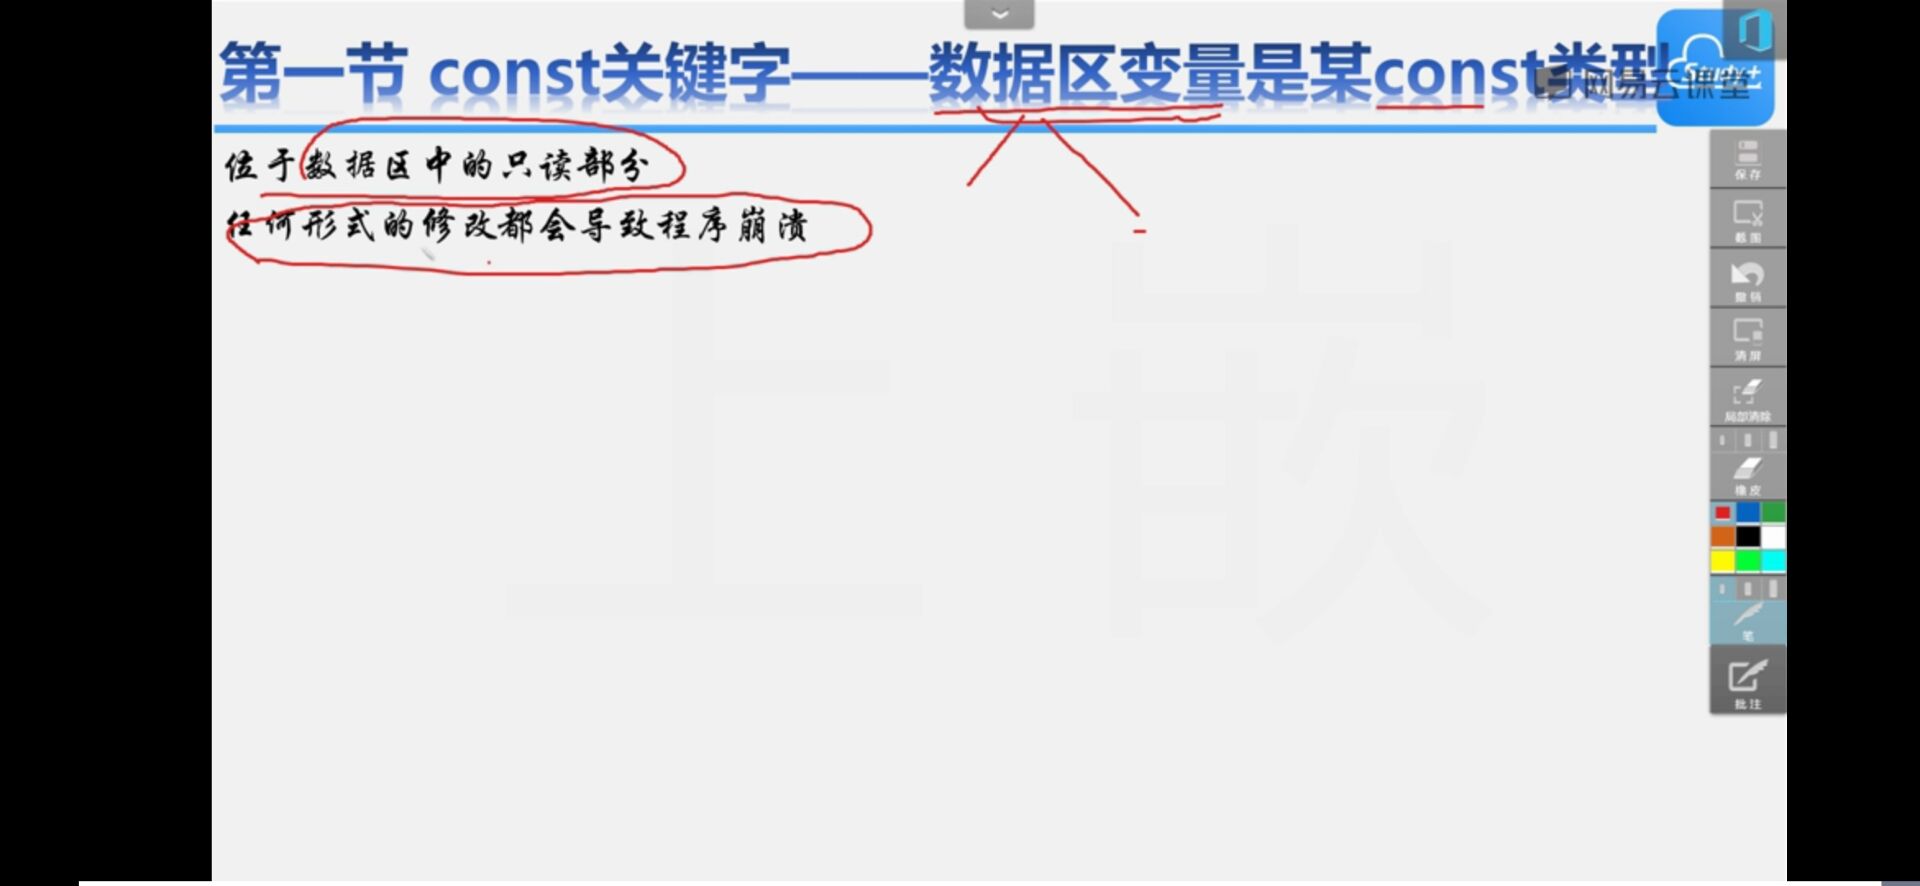 第一节 const关键字——数据区变量是某const类型
Study+
网易云课堂
位于数据区中的只读部分
任何形式的修改都会导致程序崩溃
上嵌
保存
截图
撤销
清屏
局部清除
橡皮
笔
批注